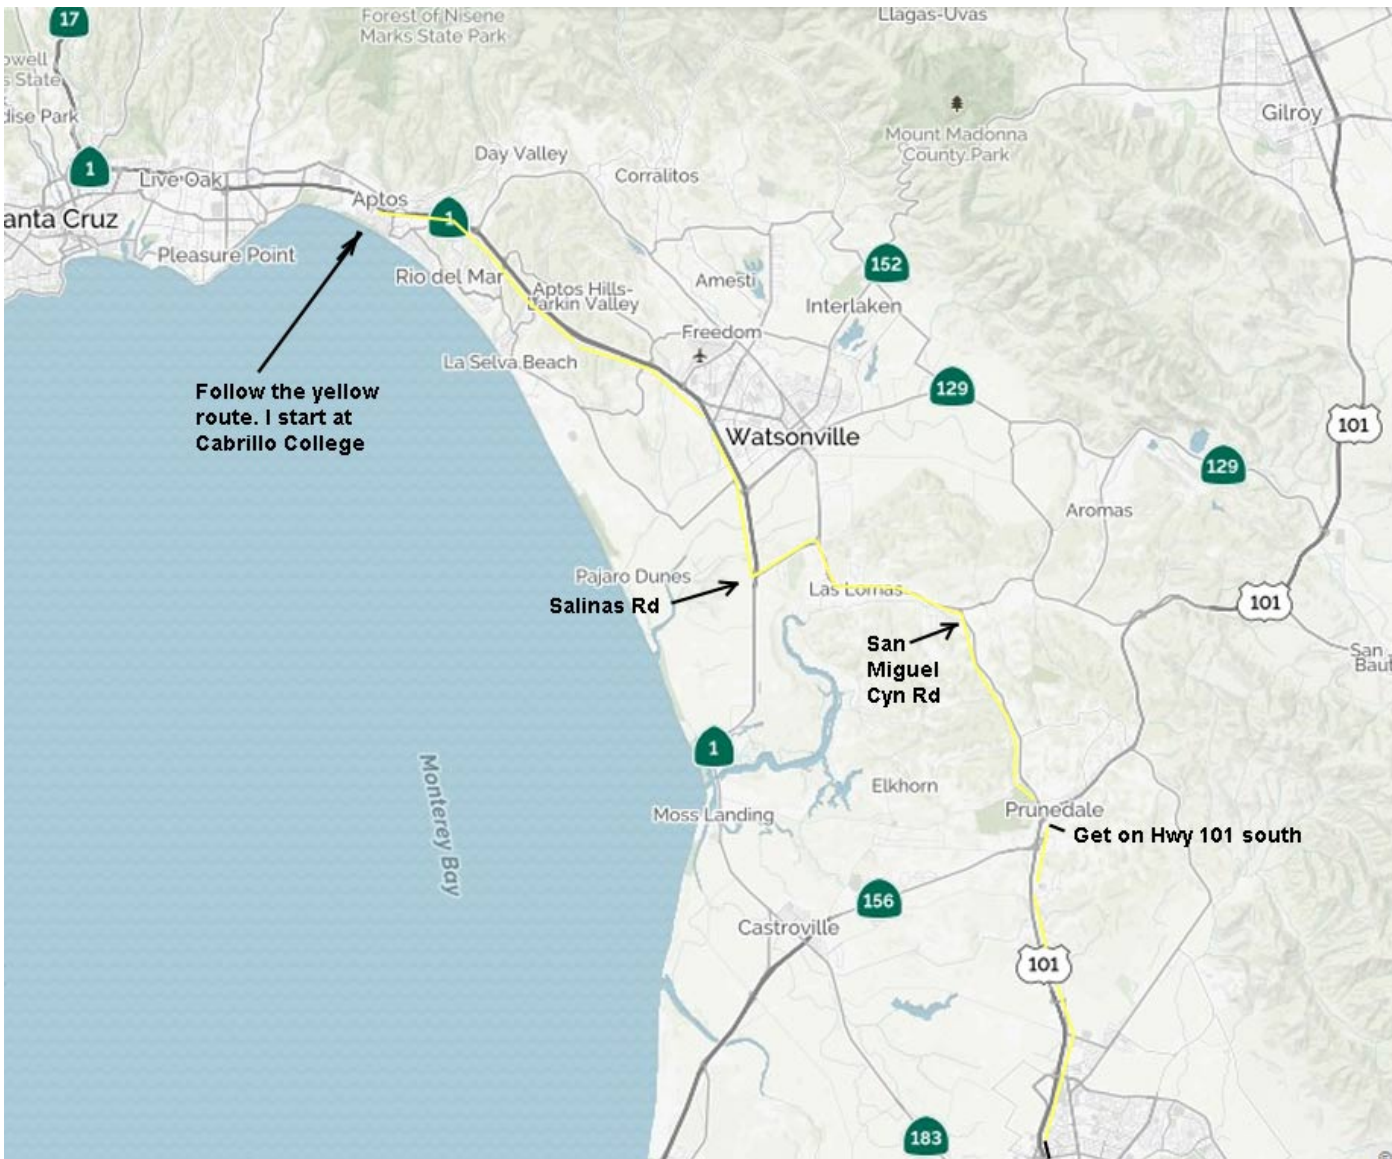 17
Forest of Nisene
Marks State Park
Llagas-Uvas
owell
s State
dise Park
Gilroy
Mount Madonna
County Park
1
Day Valley
Live Oak
Corralitos
Aptos
anta Cruz
1
Pleasure Point
152
Rio del Mar
Amesti
Aptos Hills-
Larkin Valley
Interlaken
Freedom
La Selva Beach
129
Follow the yellow
route. I start at
Cabrillo College
101
Watsonville
129
Aromas
Pajaro Dunes
Las Lomas
Salinas Rd
101
San
Miguel
Cyn Rd
San
Baut
1
Monterey Bay
Elkhorn
Moss Landing
Prunedale
Get on Hwy 101 south
156
Castroville
101
183